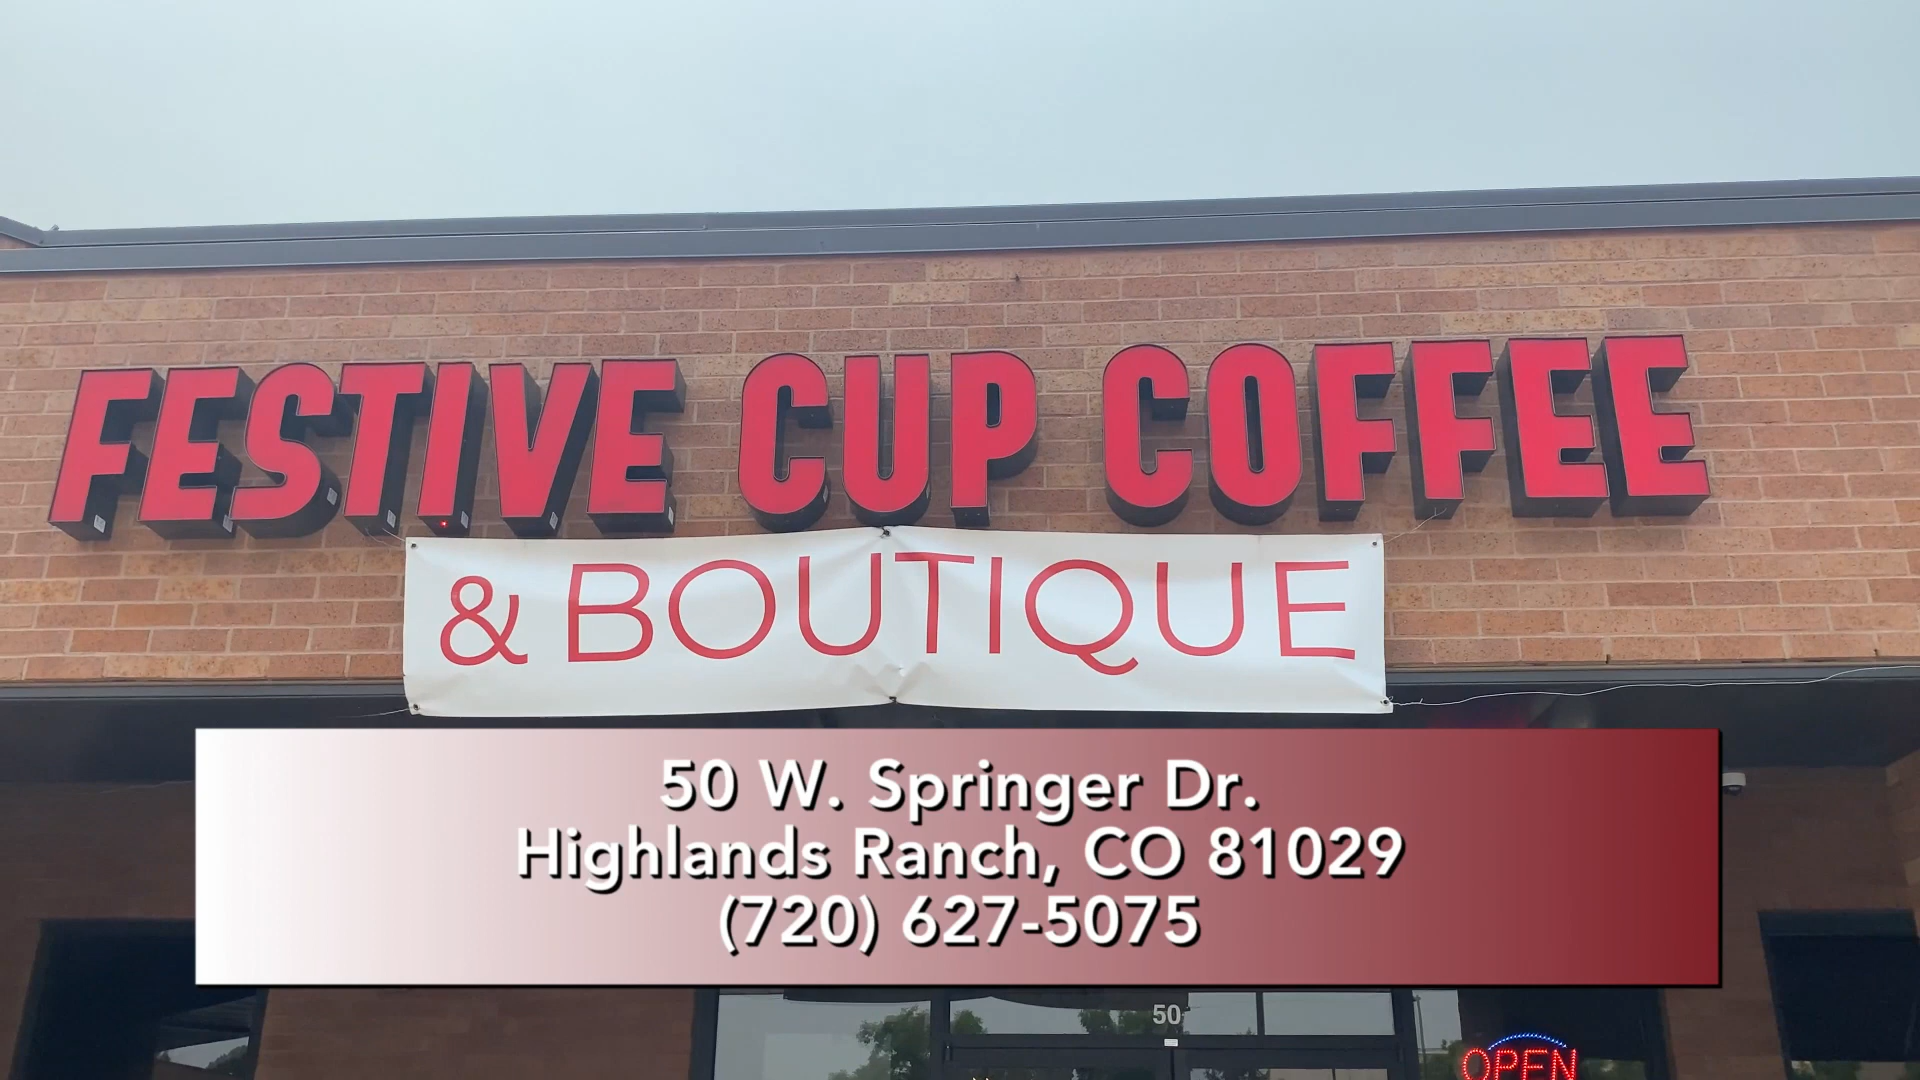 FESTIVE CUP COFFEE
& BOUTIQUE
50 W. Springer Dr.
Highlands Ranch, CO 81029
(720) 627-5075
50
OPEN